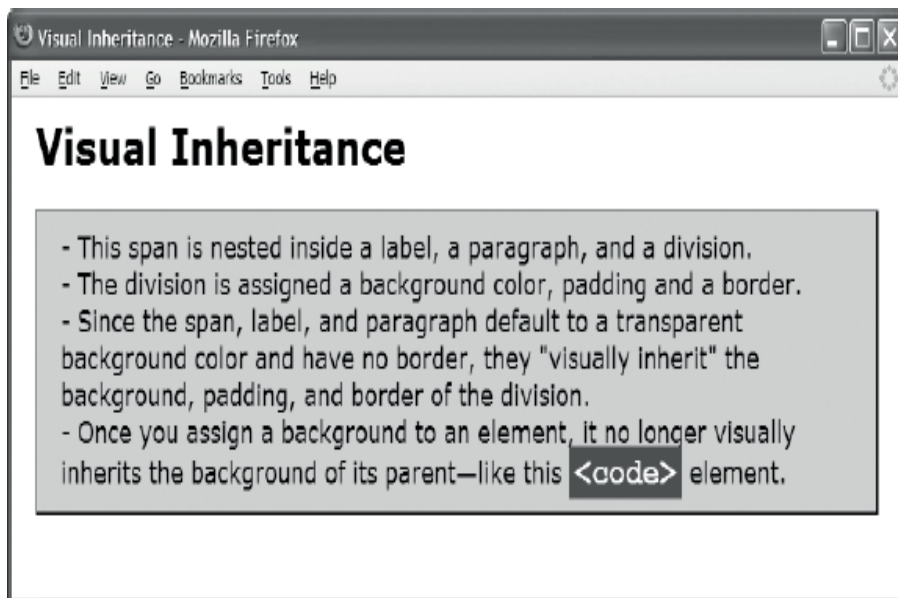 Visual Inheritance - Mozilla Firefox
File Edit View Go Bookmarks Tools Help
Visual Inheritance
- This span is nested inside a label, a paragraph, and a division.
- The division is assigned a background color, padding and a border.
- Since the span, label, and paragraph default to a transparent
background color and have no border, they "visually inherit" the
background, padding, and border of the division.
- Once you assign a background to an element, it no longer visually
inherits the background of its parent—like this <code> element.